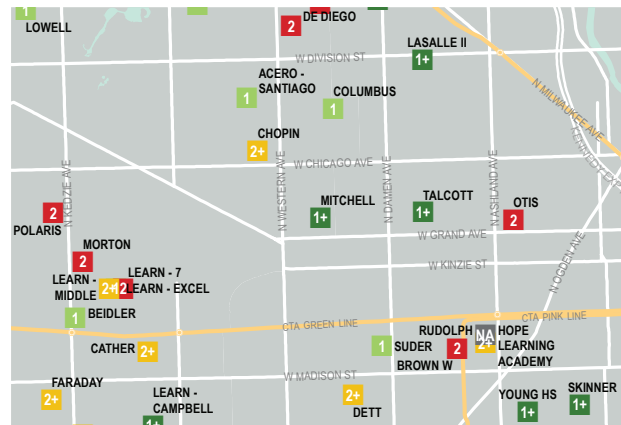 LOWELL
1
DE DIEGO
2
LASALLE II
1+
W DIVISION ST
ACERO -
SANTIAGO
1
COLUMBUS
1
N MILWAUKEE AVE
CHOPIN
2+
W CHICAGO AVE
N KEDZIE AVE
N WESTERN AVE
N DAMEN AVE
N ASHLAND AVE
POLARIS
2
MITCHELL
1+
TALCOTT
1+
OTIS
2
W GRAND AVE
MORTON
2
W KINZIE ST
N OGDEN AVE
LEARN -
MIDDLE
2+
LEARN - 7
2
LEARN - EXCEL
BEIDLER
1
CTA GREEN LINE
CTA PINK LINE
CATHER
2+
SUDER
1
RUDOLPH
NA
HOPE
LEARNING
ACADEMY
2+
BROWN W
2
W MADISON ST
FARADAY
2+
LEARN -
CAMPBELL
1+
DETT
2+
YOUNG HS
1+
SKINNER
1+